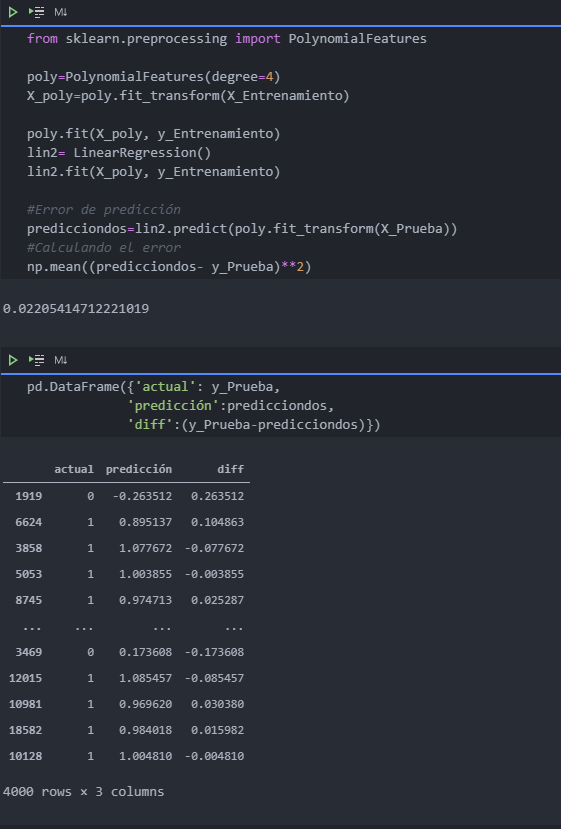 M↓
from sklearn.preprocessing import PolynomialFeatures
poly=PolynomialFeatures(degree=4)
X_poly=poly.fit_transform(X_Entrenamiento)
poly.fit(X_poly, y_Entrenamiento)
lin2= LinearRegression()
lin2.fit(X_poly, y_Entrenamiento)
#Error de predicción
predicciondos=lin2.predict(poly.fit_transform(X_Prueba))
#Calculando el error
np.mean((predicciondos- y_Prueba)**2)
0.02205414712221019
M↓
pd.DataFrame({'actual': y_Prueba,
'predicción':predicciondos,
'diff':(y_Prueba-predicciondos)})
actual predicción diff
1919 0 -0.263512 0.263512
6624 1 0.895137 0.104863
3858 1 1.077672 -0.077672
5053 1 1.003855 -0.003855
8745 1 0.974713 0.025287
... ... ... ...
3469 0 0.173608 -0.173608
12015 1 1.085457 -0.085457
10981 1 0.969620 0.030380
18582 1 0.984018 0.015982
10128 1 1.004810 -0.004810
4000 rows × 3 columns